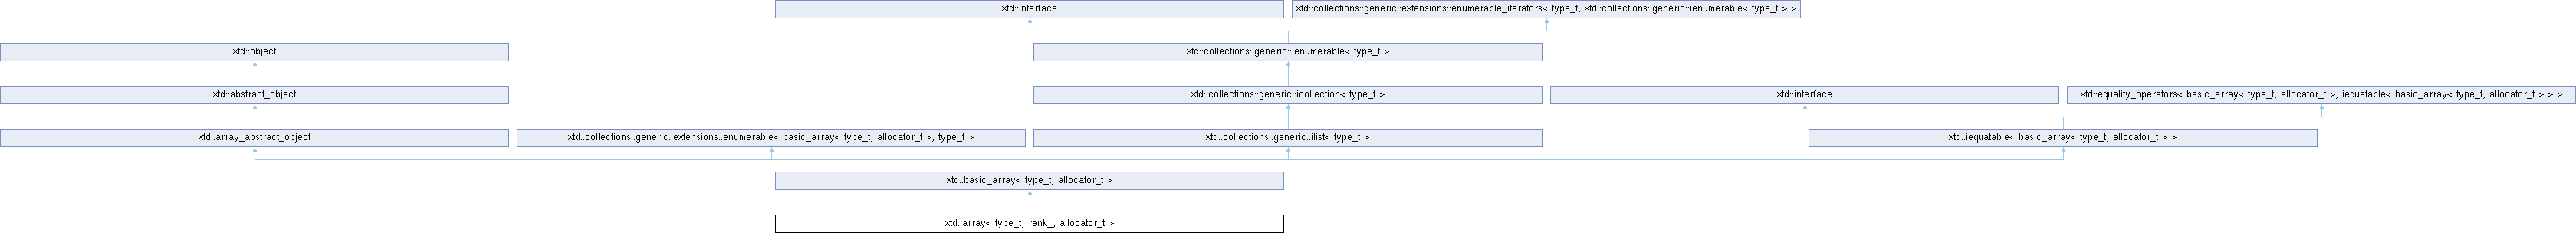 xtd::interface
xtd::collections::generic::extensions::enumerable_iterators< type_t, xtd::collections::generic::ienumerable< type_t > >
xtd::object
xtd::collections::generic::ienumerable< type_t >
xtd::abstract_object
xtd::collections::generic::icollection< type_t >
xtd::interface
xtd::equality_operators< basic_array< type_t, allocator_t >, iequatable< basic_array< type_t, allocator_t > > >
xtd::array_abstract_object
xtd::collections::generic::extensions::enumerable< basic_array< type_t, allocator_t >, type_t >
xtd::collections::generic::ilist< type_t >
xtd::iequatable< basic_array< type_t, allocator_t > >
xtd::basic_array< type_t, allocator_t >
xtd::array< type_t, rank_, allocator_t >